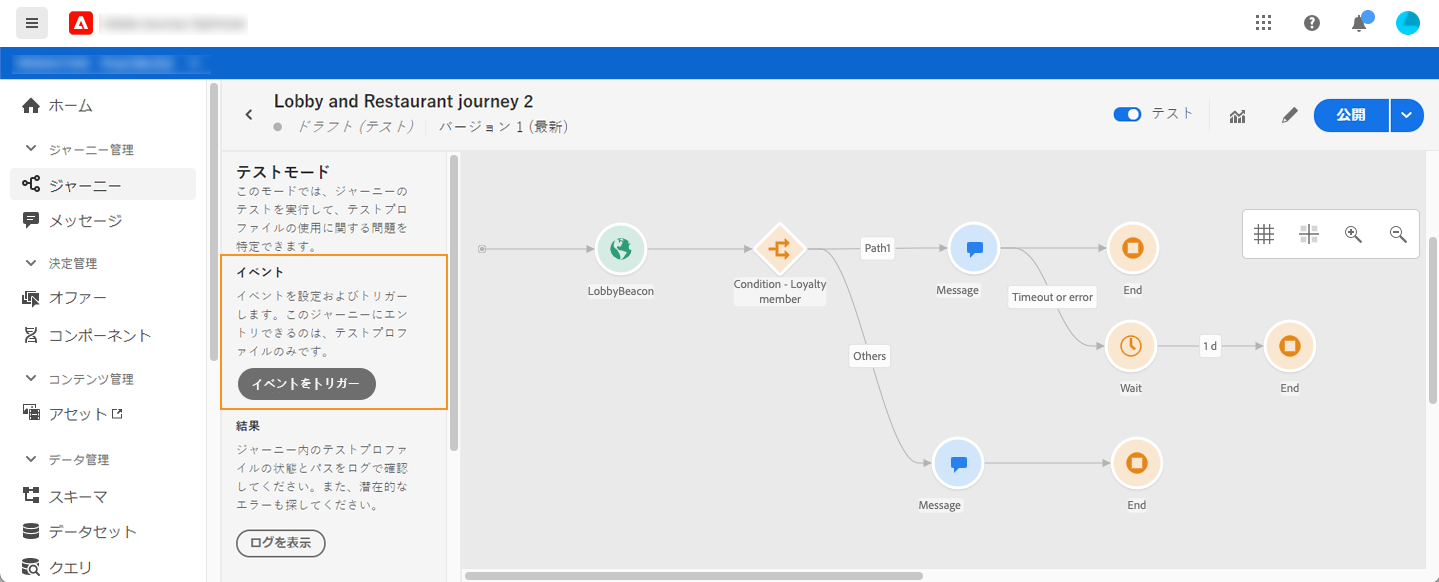 ホーム
ジャーニー管理
ジャーニー
メッセージ
決定管理
オファー
コンポーネント
コンテンツ管理
アセット
データ管理
スキーマ
データセット
クエリ
Lobby and Restaurant journey 2
ドラフト (テスト)
バージョン 1 (最新)
テスト
公開
テストモード
このモードでは、ジャーニーの
テストを実行して、テストプロ
ファイルの使用に関する問題を
特定できます。
イベント
イベントを設定およびトリガー
します。このジャーニーにエン
トリできるのは、テストプロフ
ァイルのみです。
イベントをトリガー
結果
ジャーニー内のテストプロファ
イルの状態とパスをログで確認
してください。また、潜在的な
エラーも探してください。
ログを表示
LobbyBeacon
Condition - Loyalty
member
Path1
Message
End
Timeout or error
Wait
1 d
End
Others
Message
End